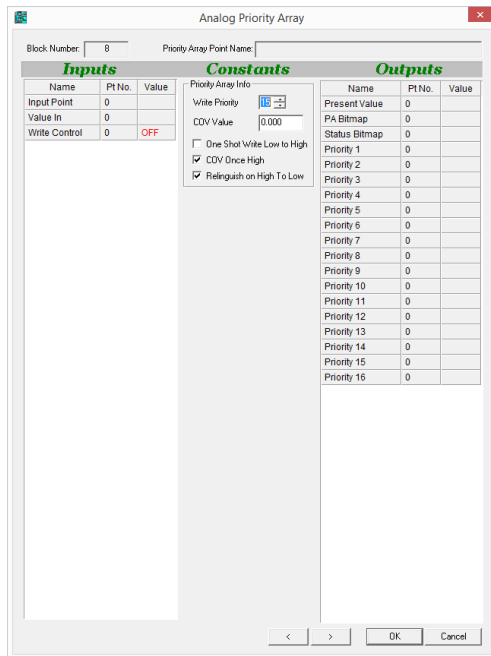 Analog Priority Array
Block Number: 8 Priority Array Point Name:
Inputs
Name Pt No. Value
Input Point 0
Value In 0
Write Control 0 OFF
Constants
Priority Array Info
Write Priority 15
COV Value 0.000
One Shot Write Low to High
COV Once High
Relinguish on High To Low
Outputs
Name Pt No. Value
Present Value 0
PA Bitmap 0
Status Bitmap 0
Priority 1 0
Priority 2 0
Priority 3 0
Priority 4 0
Priority 5 0
Priority 6 0
Priority 7 0
Priority 8 0
Priority 9 0
Priority 10 0
Priority 11 0
Priority 12 0
Priority 13 0
Priority 14 0
Priority 15 0
Priority 16 0
< > OK Cancel